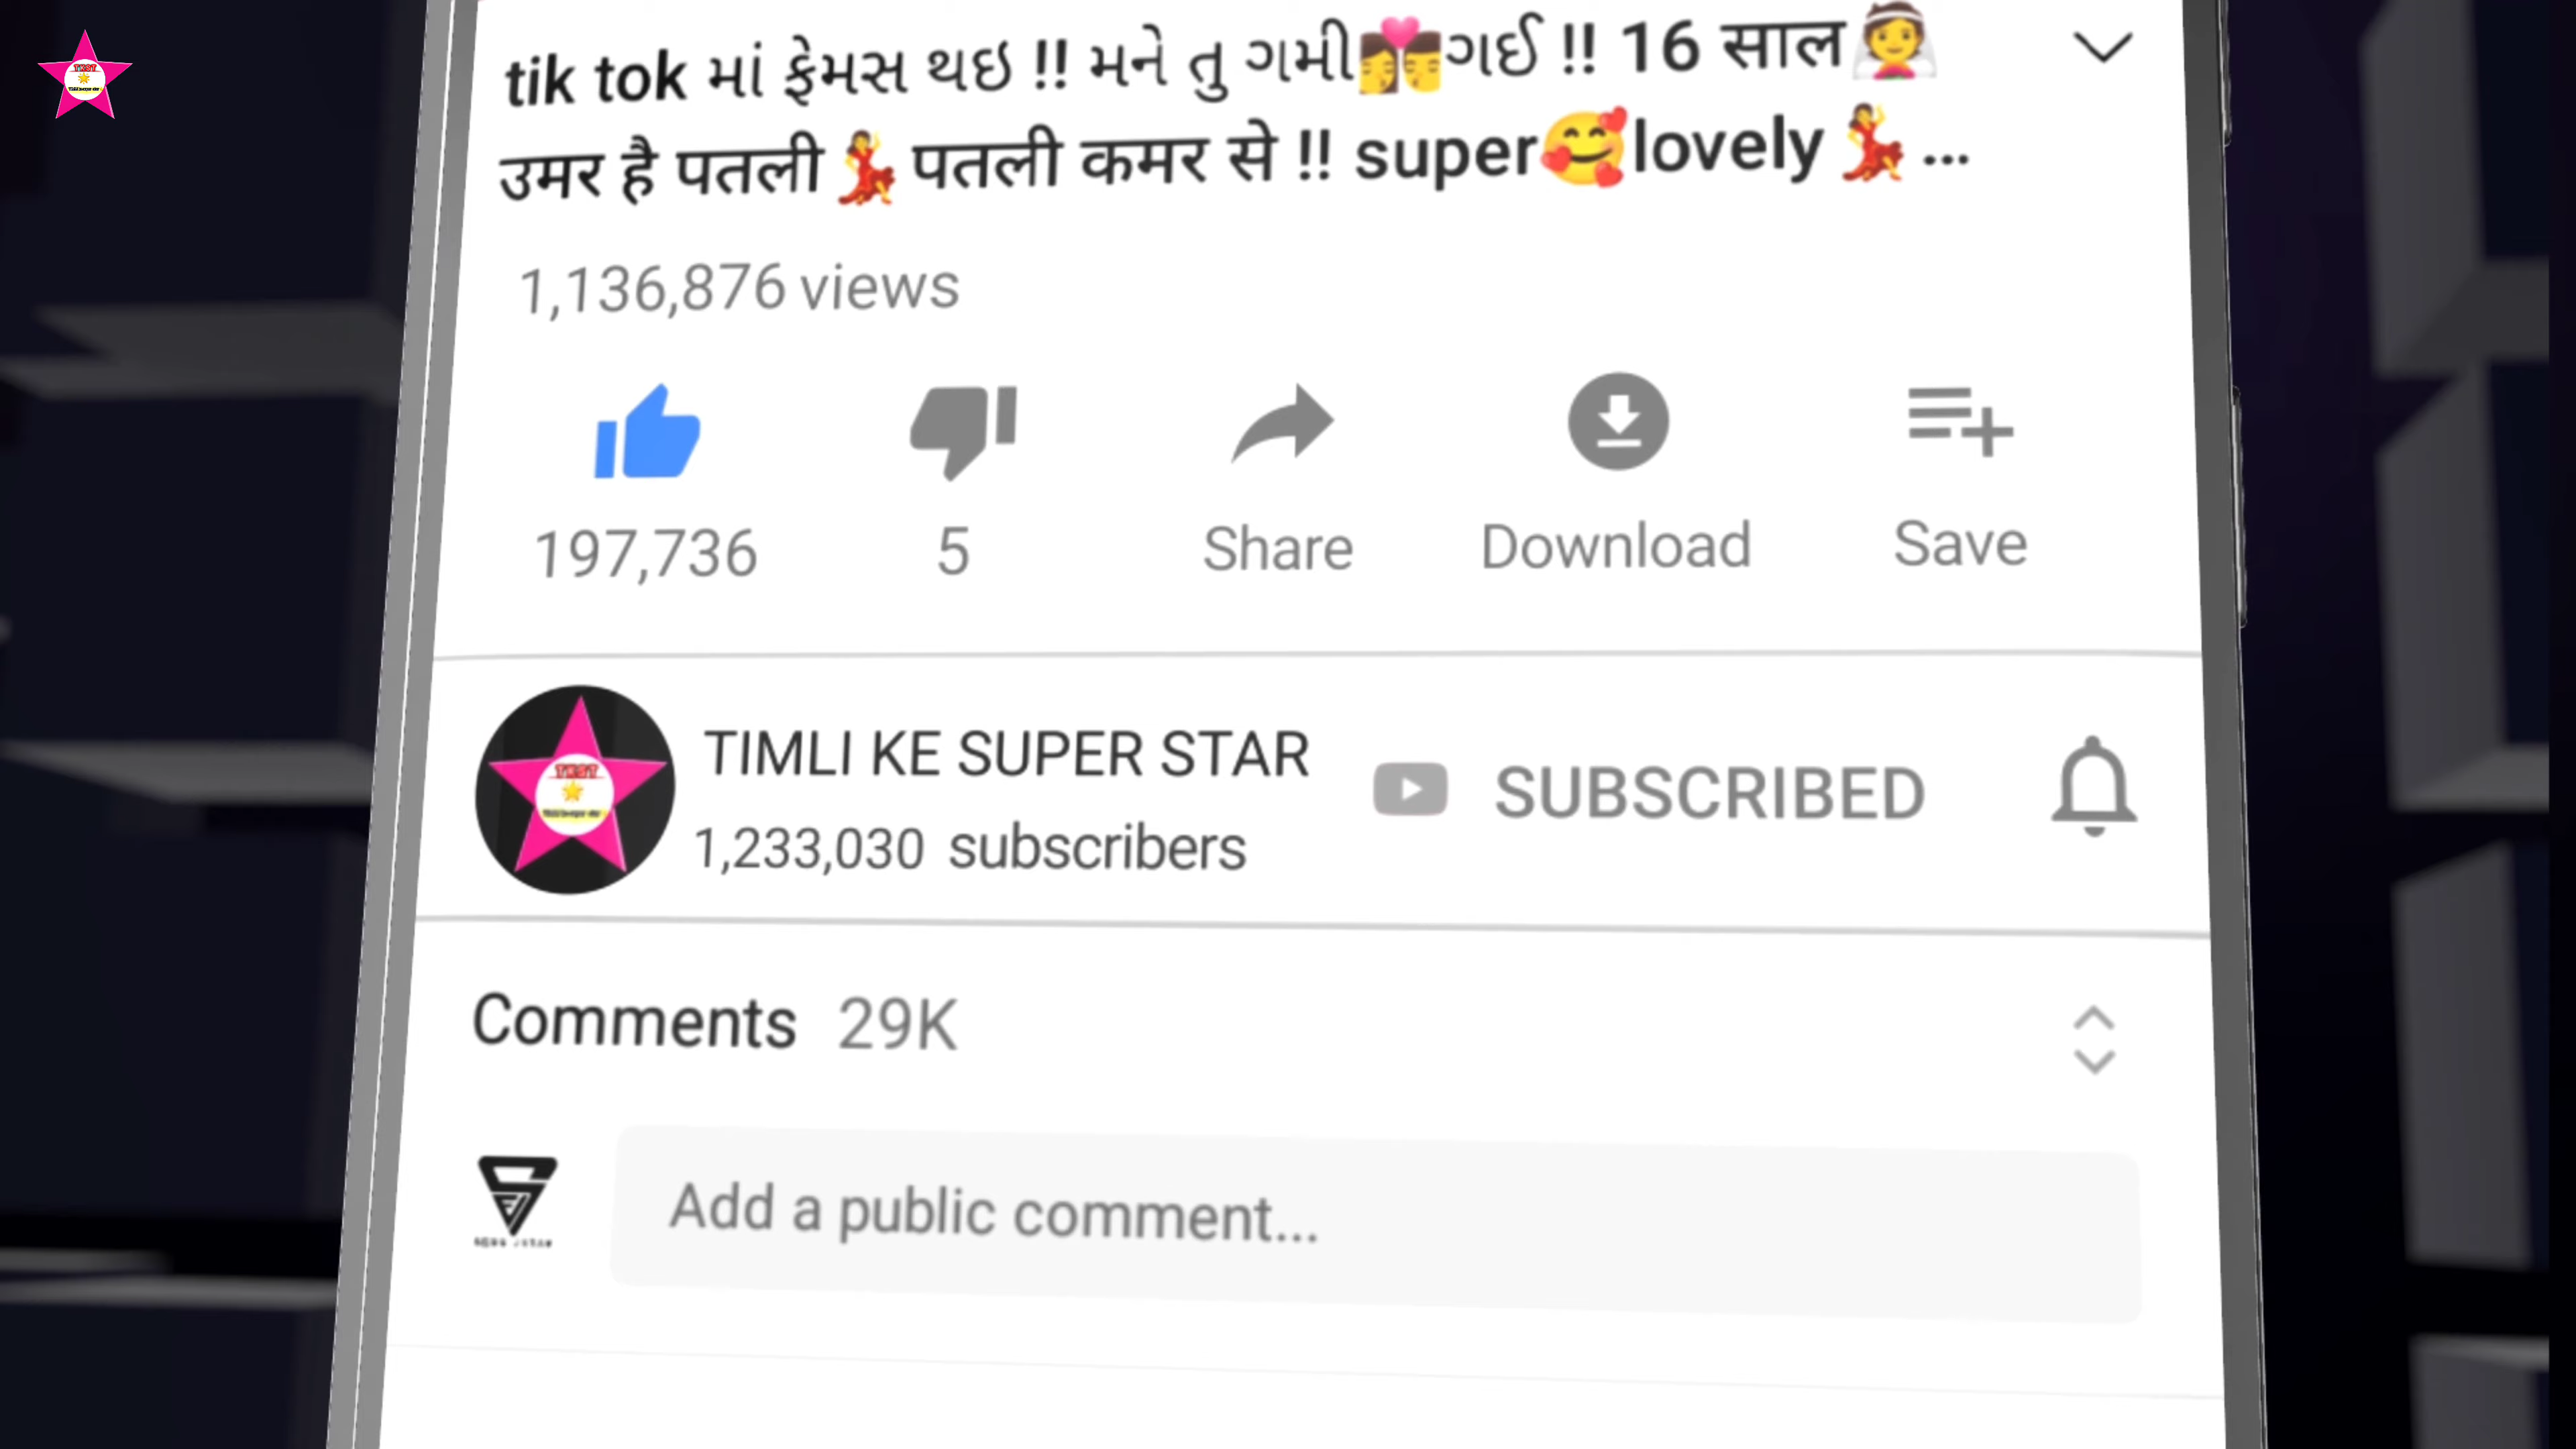 tik tok માં ફેમસ થઇ !! મને તુ ગમી👩‍❤️‍💋‍👩ગઈ !! 16 साल👰
उमर है पतली💃पतली कमर से !! super🥰lovely💃...
1,136,876 views
197,736 5 Share Download Save
TIMLI KE SUPER STAR
1,233,030 subscribers
SUBSCRIBED
Comments 29K
Add a public comment...